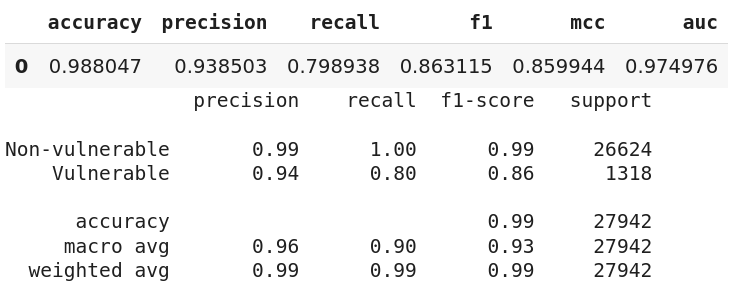 accuracy precision recall f1 mcc auc
0 0.988047 0.938503 0.798938 0.863115 0.859944 0.974976
precision recall f1-score support
Non-vulnerable 0.99 1.00 0.99 26624
Vulnerable 0.94 0.80 0.86 1318
accuracy 0.99 27942
macro avg 0.96 0.90 0.93 27942
weighted avg 0.99 0.99 0.99 27942